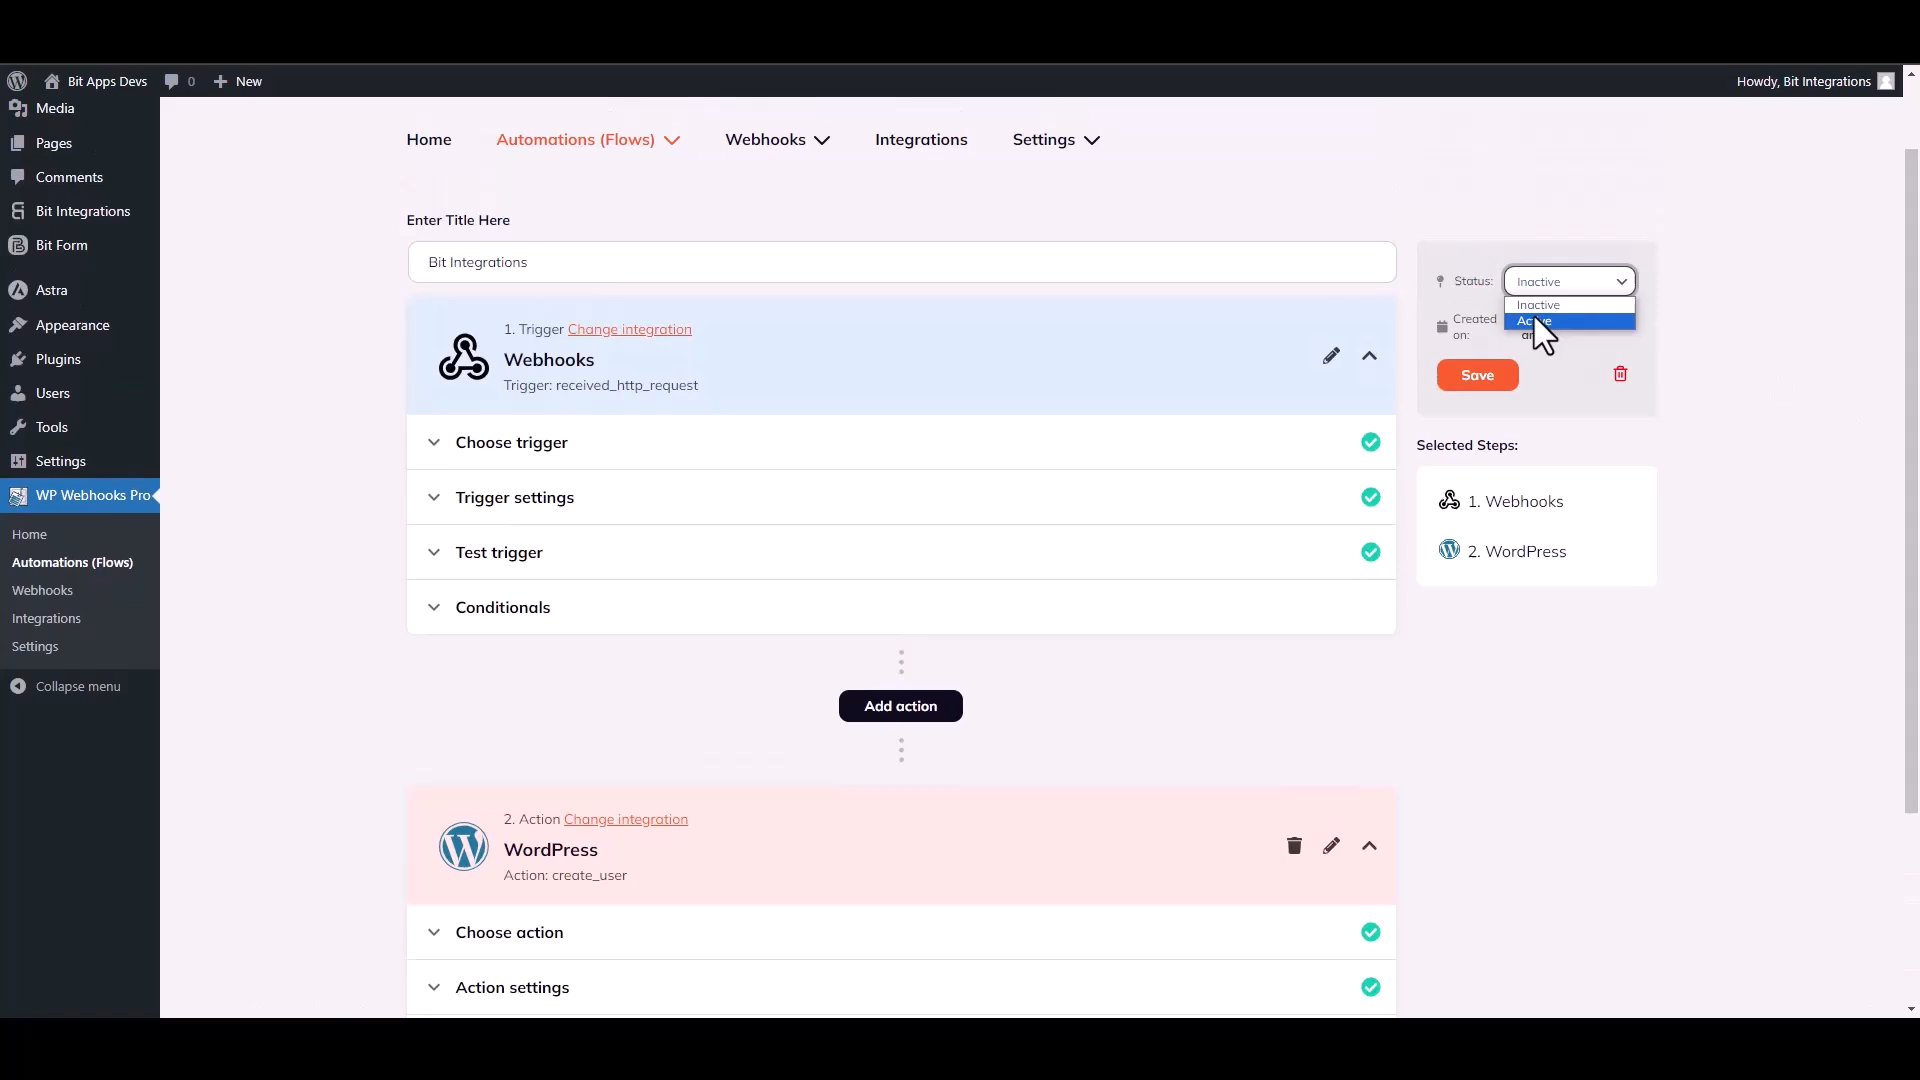 Bit Apps Devs
0
New
Howdy, Bit Integrations
Media
Pages
Comments
Bit Integrations
Bit Form
Astra
Appearance
Plugins
Users
Tools
Settings
WP Webhooks Pro
Home
Automations (Flows)
Webhooks
Integrations
Settings
Collapse menu
Home
Automations (Flows)
Webhooks
Integrations
Settings
Enter Title Here
Bit Integrations
1. Trigger Change integration
Webhooks
Trigger: received_http_request
Choose trigger
Trigger settings
Test trigger
Conditionals
Add action
2. Action Change integration
WordPress
Action: create_user
Choose action
Action settings
Status:
Inactive
Inactive
Active
Created
on:
Save
Selected Steps:
1. Webhooks
2. WordPress